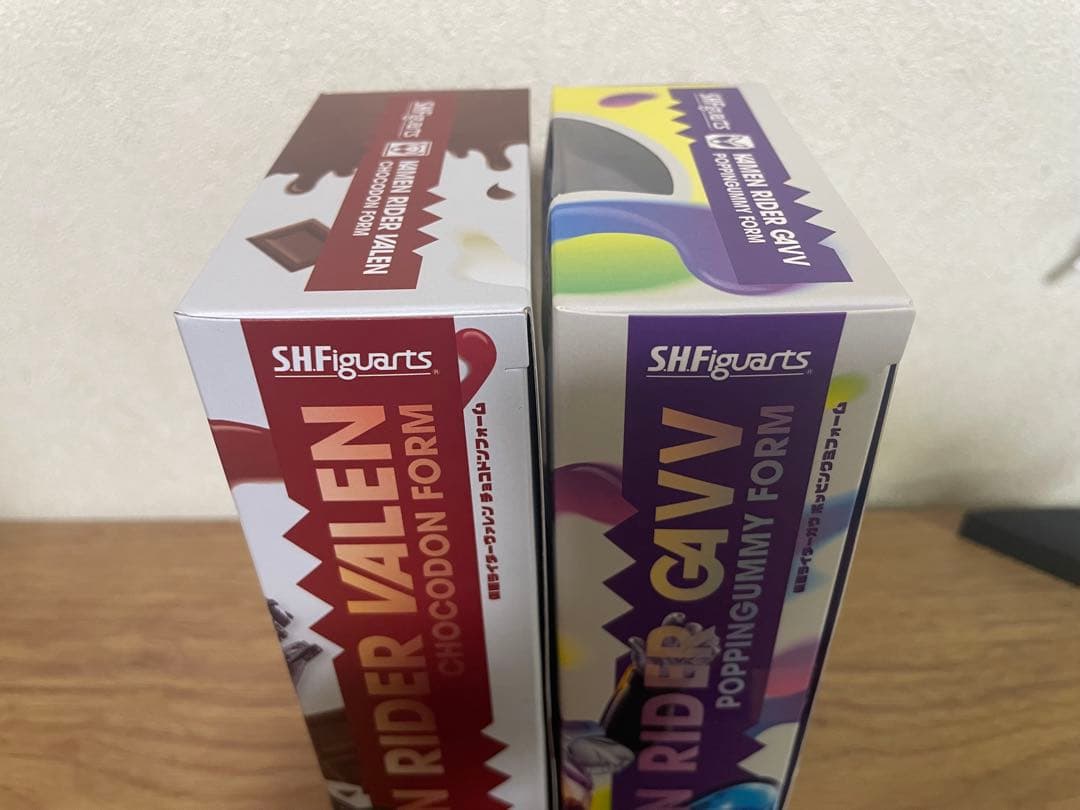 S.H.Figuarts
KAMEN RIDER VALEN
CHOCODON FORM
S.H.Figuarts
KAMEN RIDER GAVV
POPPINGUMMY FORM
S.H.Figuarts®
N RIDER VALEN
CHOCODON FORM
仮面ライダーヴァレン チョコドンフォーム
S.H.Figuarts®
N RIDER GAVV
POPPINGUMMY FORM
仮面ライダーガヴ ポッピングミフォーム